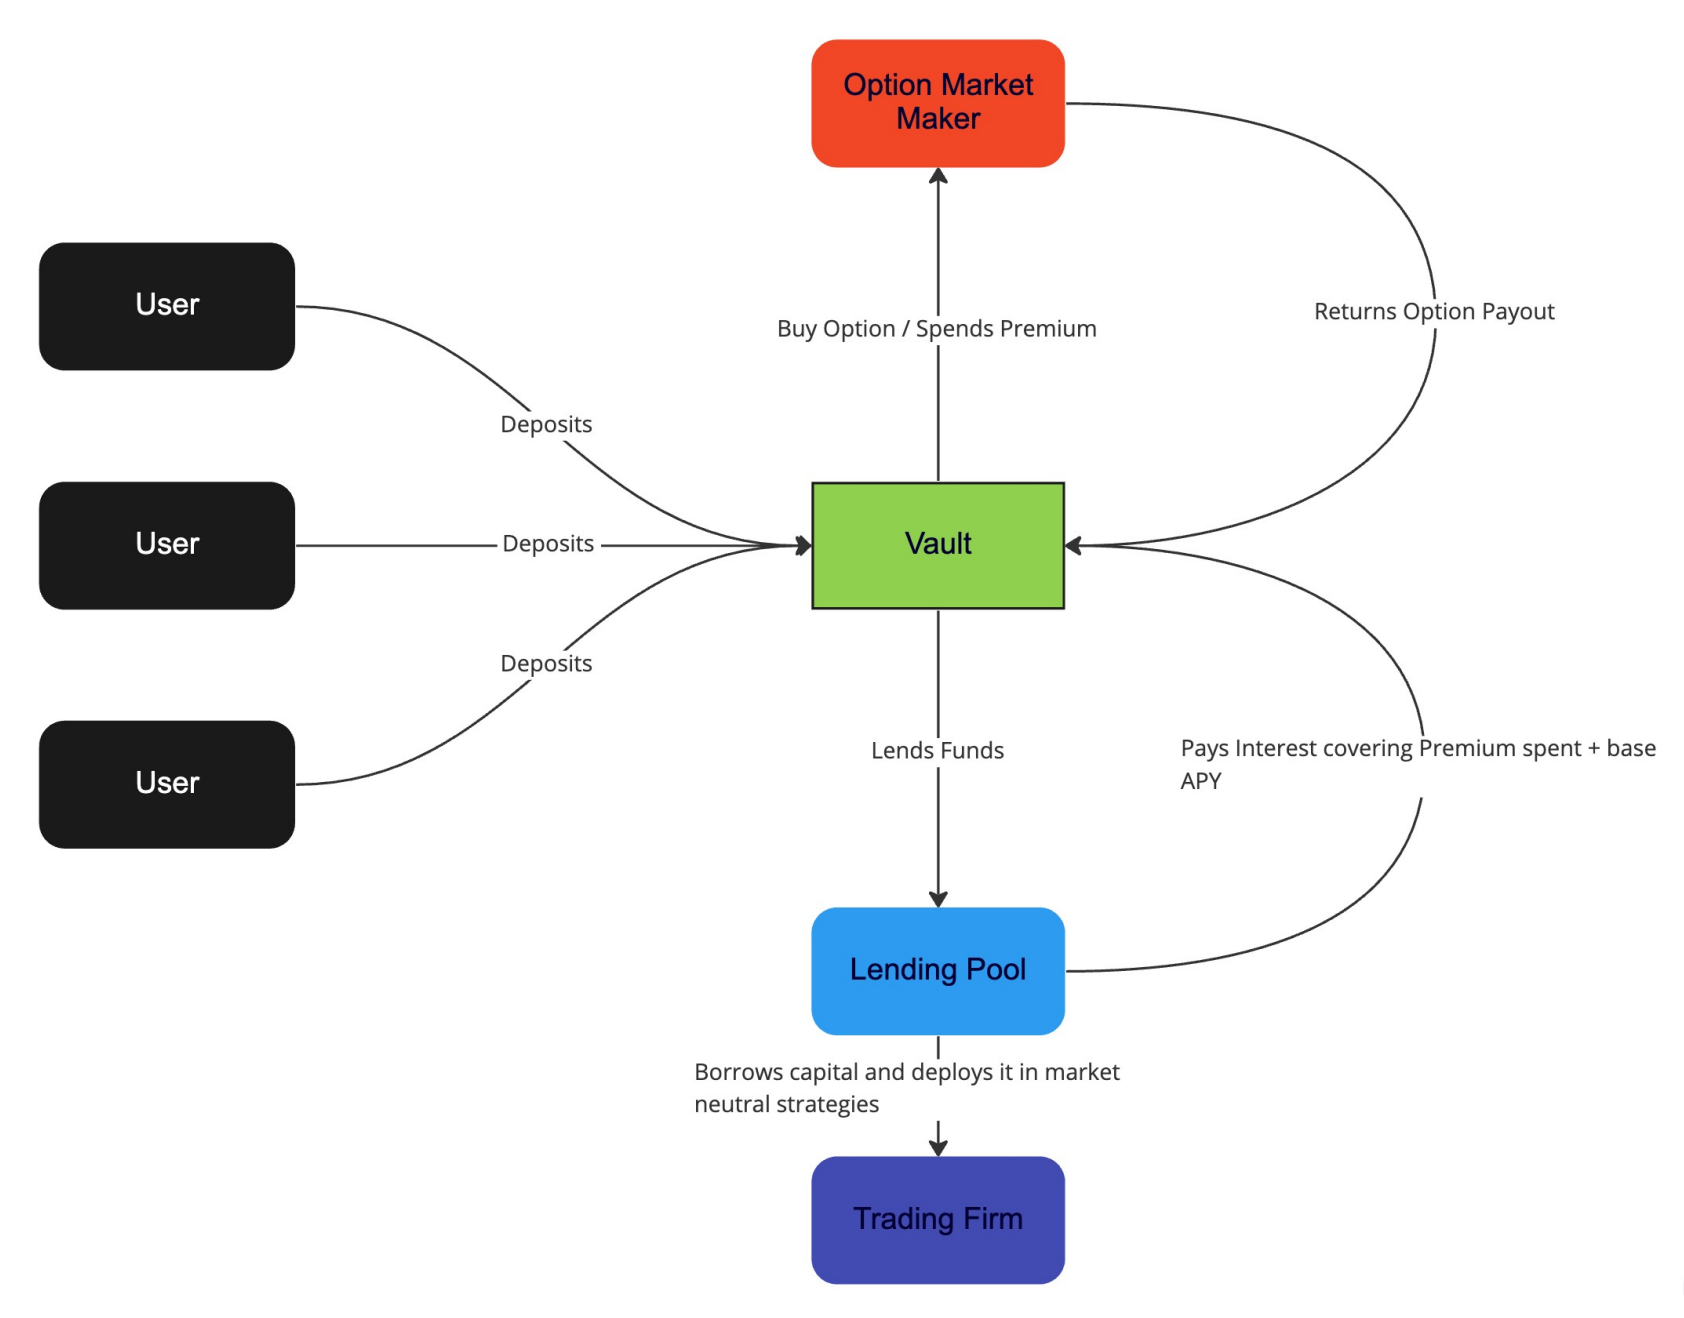 Option Market
Maker
User
Returns Option Payout
Buy Option / Spends Premium
Deposits
User
Deposits
Vault
Deposits
User
Lends Funds
Pays Interest covering Premium spent + base
APY
Lending Pool
Borrows capital and deploys it in market
neutral strategies
Trading Firm